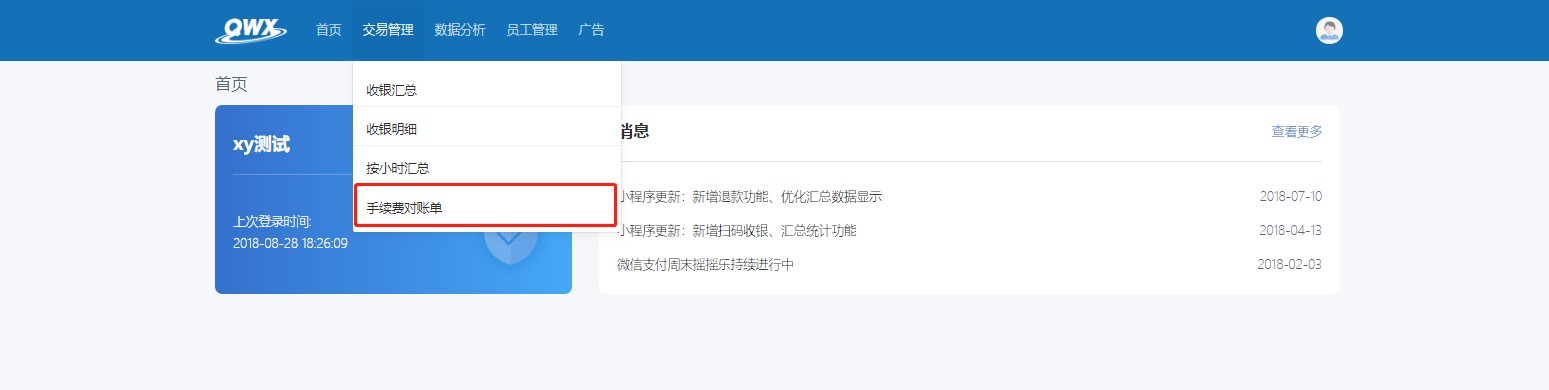 QWX 首页 交易管理 数据分析 员工管理 广告
首页
收银汇总
收银明细
按小时汇总
手续费对账单
xy测试
上次登录时间:
2018-08-28 18:26:09
消息 查看更多
小程序更新：新增退款功能、优化汇总数据显示 2018-07-10
小程序更新：新增扫码收银、汇总统计功能 2018-04-13
微信支付周末摇摇乐持续进行中 2018-02-03